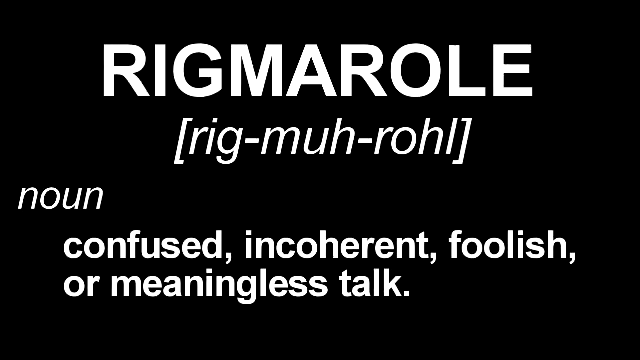 RIGMAROLE
[rig-muh-rohl]
noun
confused, incoherent, foolish,
or meaningless talk.